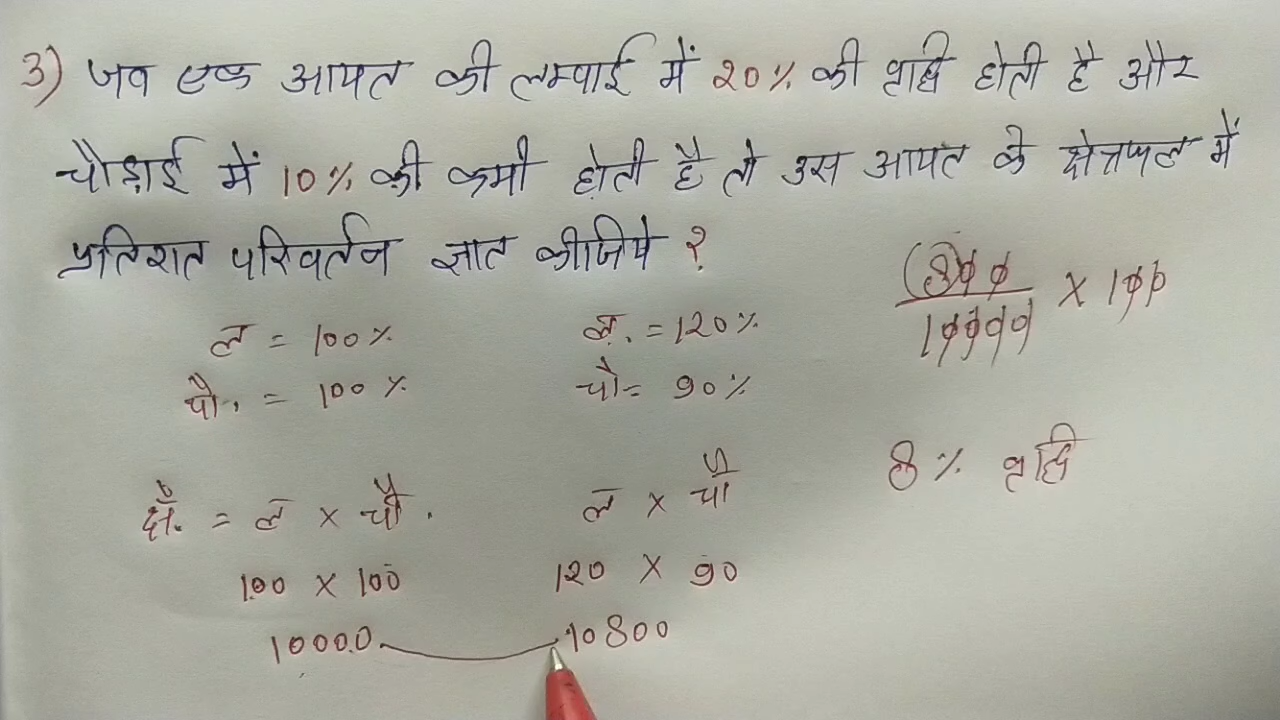 3) जब एक आयत की लम्बाई में 20% की वृद्धि होती है और
चौड़ाई में 10% की कमी होती है तो उस आयत के क्षेत्रफल में
प्रतिशत परिवर्तन ज्ञात कीजिये ?
ल = 100%
चौ. = 100%
क्षे. = ल × चौ.
100 × 100
10000
ल. = 120%
चौ = 90%
ल × चौ
120 × 90
10800
800/10000 × 100
8% वृद्धि